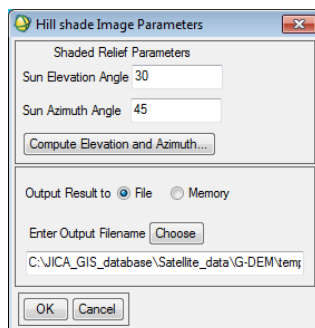 Hill shade Image Parameters
Shaded Relief Parameters
Sun Elevation Angle 30
Sun Azimuth Angle 45
Compute Elevation and Azimuth...
Output Result to File Memory
Enter Output Filename Choose
C:\JICA_GIS_database\Satellite_data\G-DEM\temp
OK Cancel